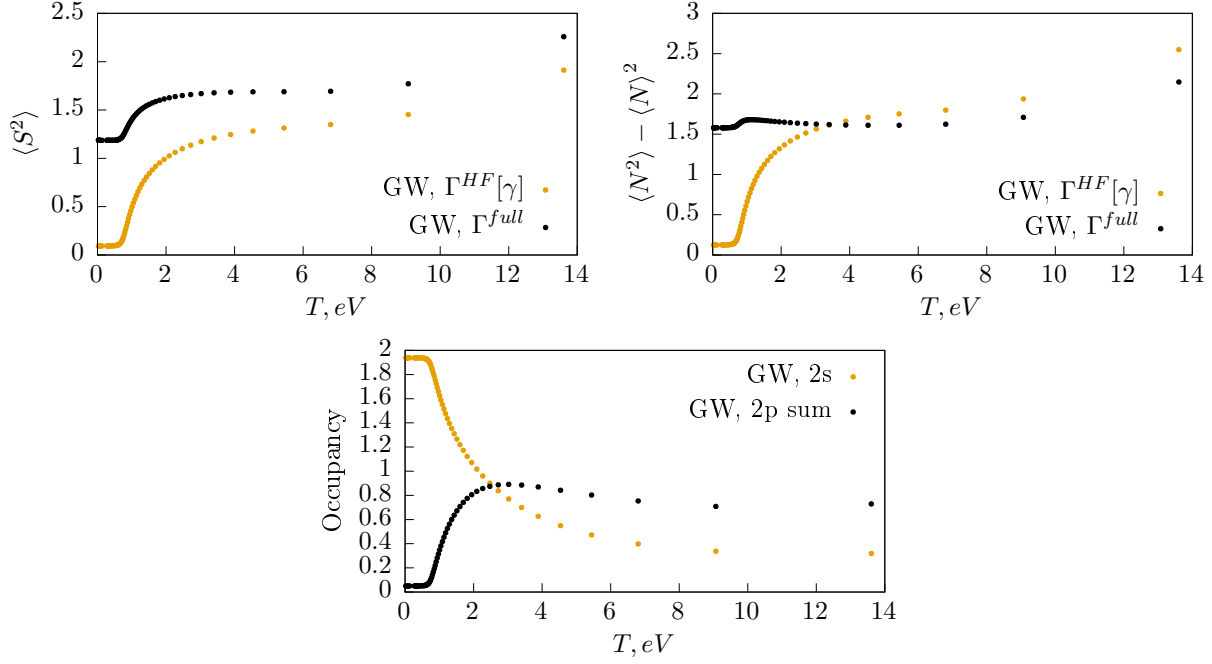 2.5
2
1.5
1
0.5
0
⟨S²⟩
GW, Γ^{HF}[γ]
GW, Γ^{full}
0 2 4 6 8 10 12 14
T, eV
3
2.5
2
1.5
1
0.5
0
⟨N²⟩ − ⟨N⟩²
GW, Γ^{HF}[γ]
GW, Γ^{full}
0 2 4 6 8 10 12 14
T, eV
2
1.8
1.6
1.4
1.2
1
0.8
0.6
0.4
0.2
0
Occupancy
GW, 2s
GW, 2p sum
0 2 4 6 8 10 12 14
T, eV